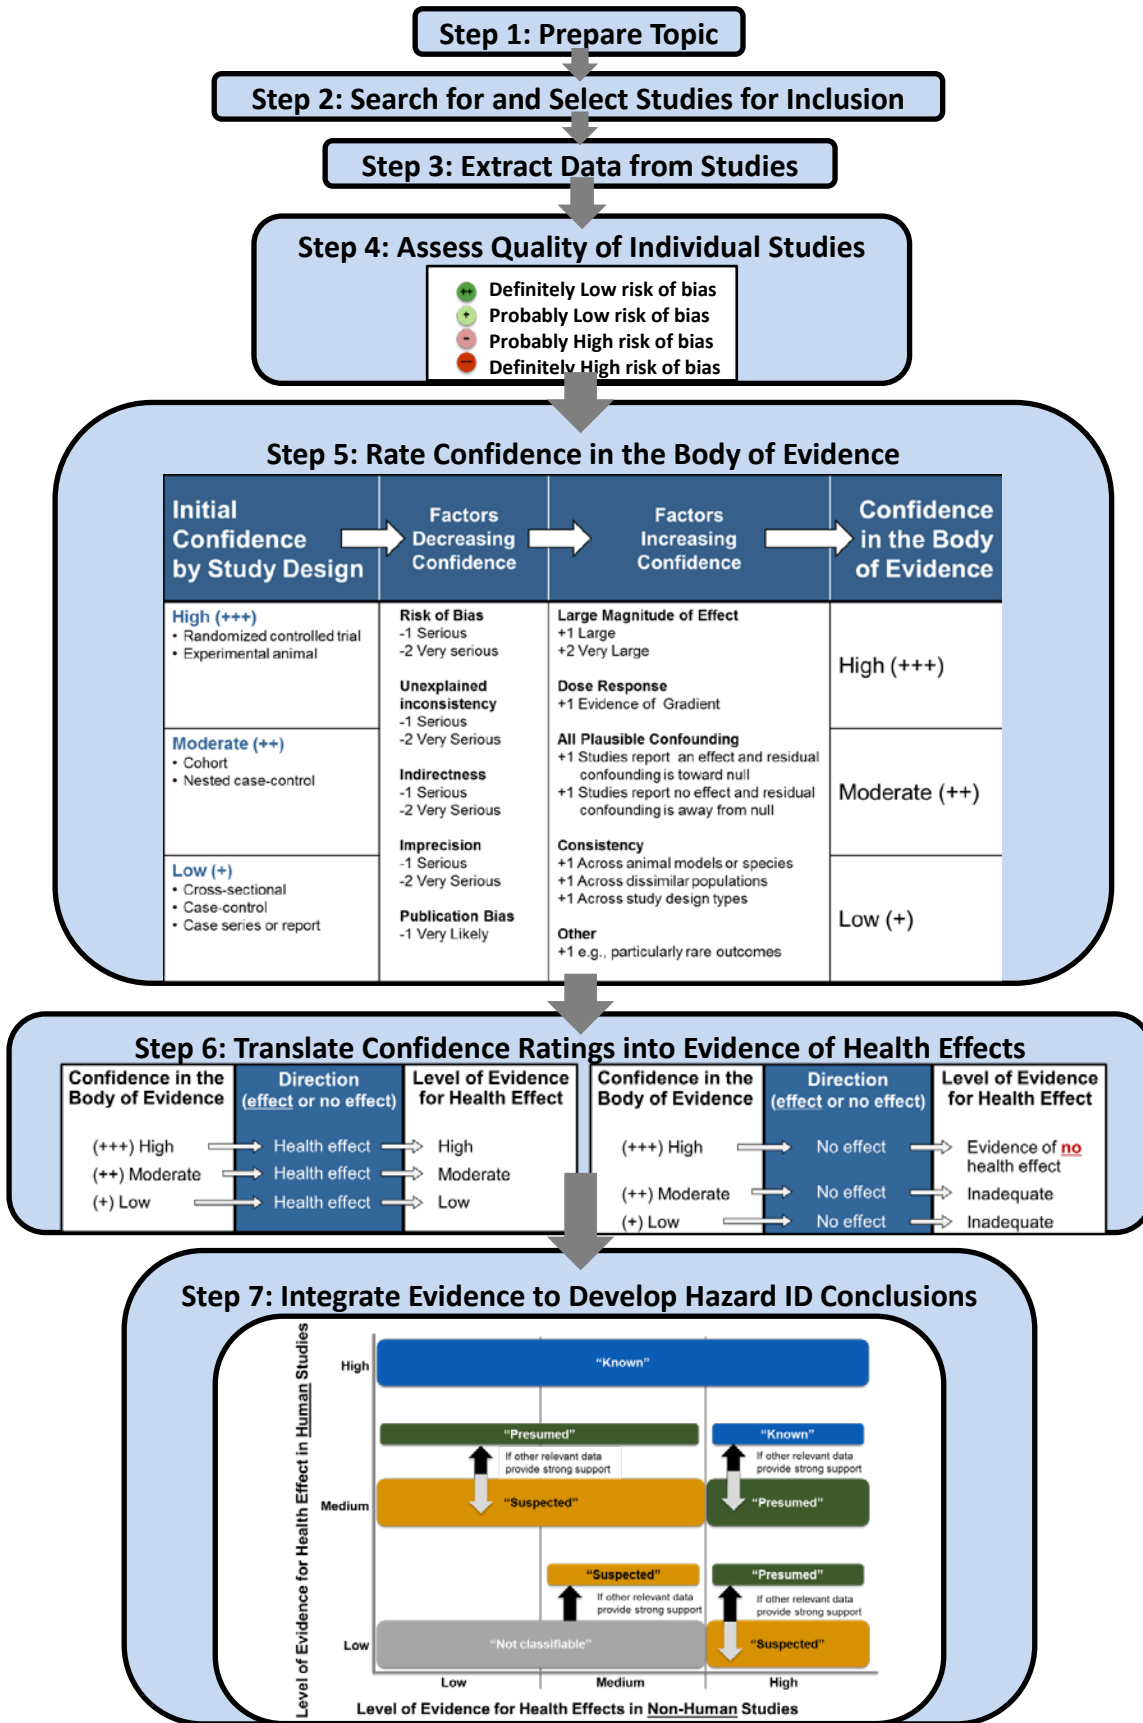 Step 1: Prepare Topic
Step 2: Search for and Select Studies for Inclusion
Step 3: Extract Data from Studies
Step 4: Assess Quality of Individual Studies
++ Definitely Low risk of bias
+ Probably Low risk of bias
- Probably High risk of bias
-- Definitely High risk of bias
Step 5: Rate Confidence in the Body of Evidence
Initial
Confidence
by Study Design
Factors
Decreasing
Confidence
Factors
Increasing
Confidence
Confidence
in the Body
of Evidence
High (+++)
• Randomized controlled trial
• Experimental animal
Moderate (++)
• Cohort
• Nested case-control
Low (+)
• Cross-sectional
• Case-control
• Case series or report
Risk of Bias
-1 Serious
-2 Very serious
Unexplained
inconsistency
-1 Serious
-2 Very Serious
Indirectness
-1 Serious
-2 Very Serious
Imprecision
-1 Serious
-2 Very Serious
Publication Bias
-1 Very Likely
Large Magnitude of Effect
+1 Large
+2 Very Large
Dose Response
+1 Evidence of Gradient
All Plausible Confounding
+1 Studies report an effect and residual
confounding is toward null
+1 Studies report no effect and residual
confounding is away from null
Consistency
+1 Across animal models or species
+1 Across dissimilar populations
+1 Across study design types
Other
+1 e.g., particularly rare outcomes
High (+++)
Moderate (++)
Low (+)
Step 6: Translate Confidence Ratings into Evidence of Health Effects
Confidence in the
Body of Evidence
Direction
(effect or no effect)
Level of Evidence
for Health Effect
(+++) High Health effect High
(++) Moderate Health effect Moderate
(+) Low Health effect Low
Confidence in the
Body of Evidence
Direction
(effect or no effect)
Level of Evidence
for Health Effect
(+++) High No effect Evidence of no
health effect
(++) Moderate No effect Inadequate
(+) Low No effect Inadequate
Step 7: Integrate Evidence to Develop Hazard ID Conclusions
Level of Evidence for Health Effect in Human Studies
High
"Known"
"Presumed"
If other relevant data
provide strong support
"Known"
If other relevant data
provide strong support
Medium
"Suspected"
"Presumed"
"Suspected"
If other relevant data
provide strong support
"Presumed"
If other relevant data
provide strong support
Low
"Not classifiable"
"Suspected"
Low Medium High
Level of Evidence for Health Effects in Non-Human Studies